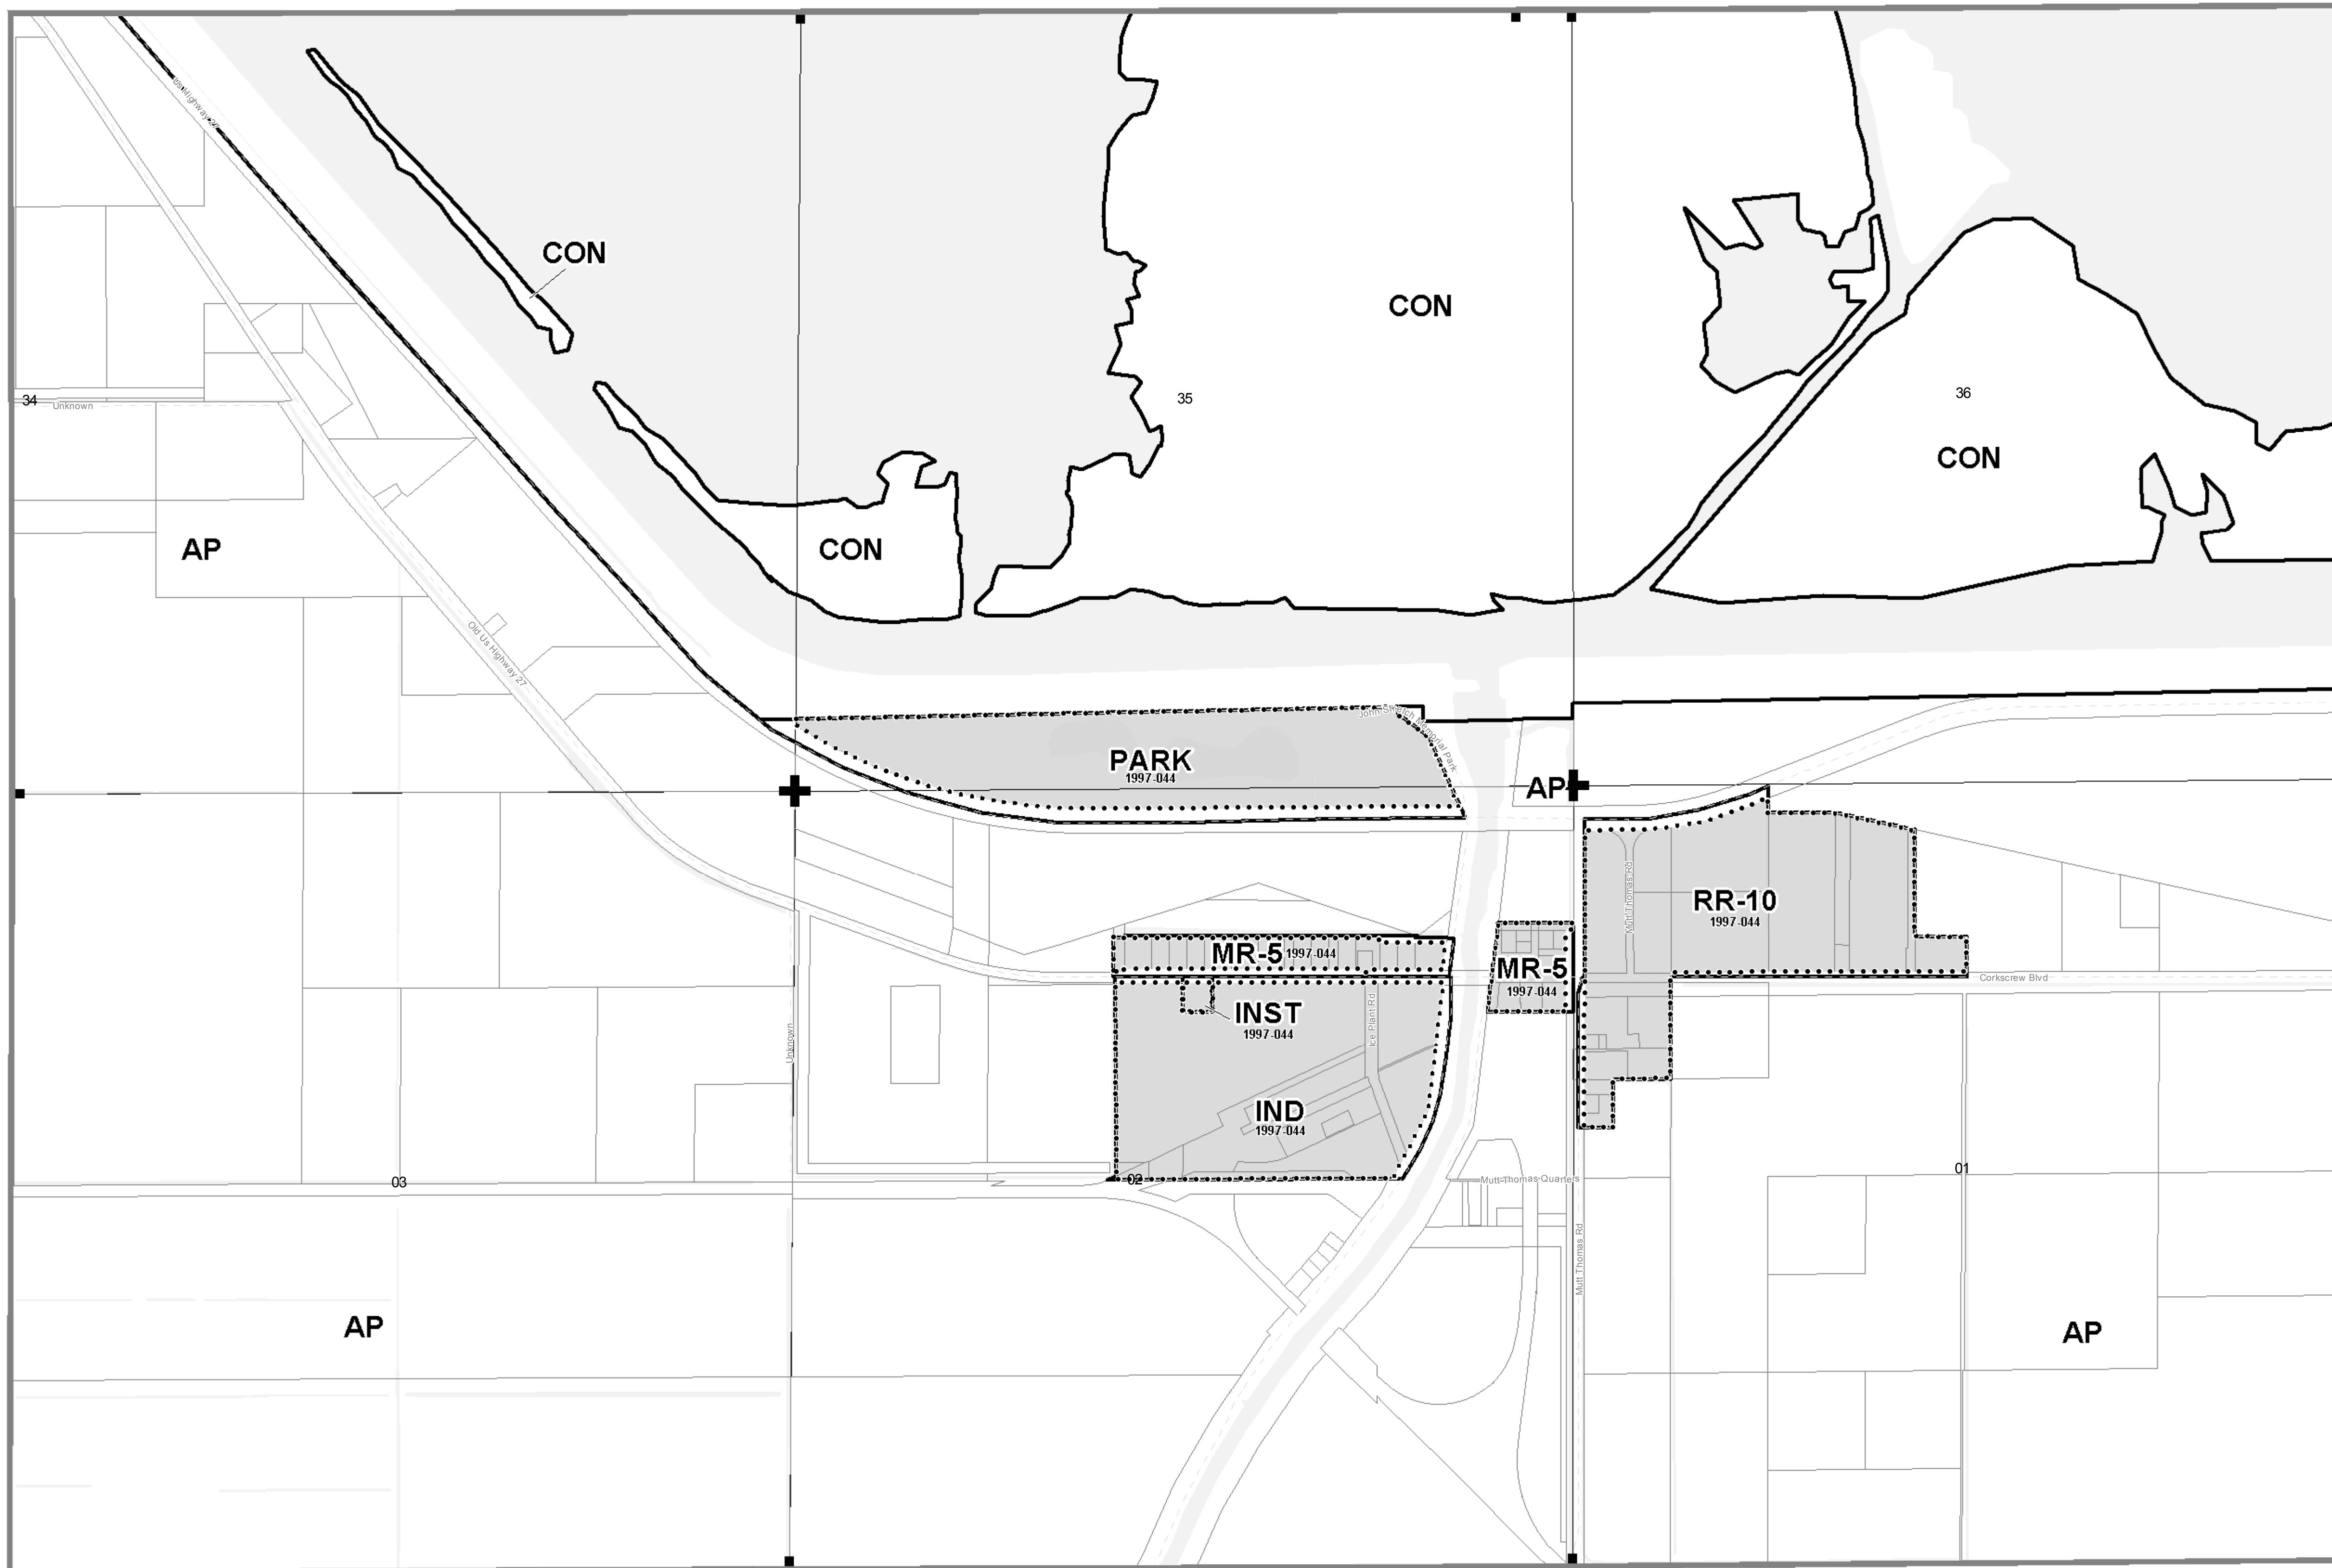 Us Highway 27
CON
CON
34
Unknown
35
36
CON
AP
CON
Old Us Highway 27
John Stretch Memorial Park
PARK
1997-044
AP
Mutt Thomas Rd
RR-10
1997-044
MR-5 1997-044
MR-5
1997-044
Corkscrew Blvd
INST
1997-044
Ice Plant Rd
Unknown
IND
1997-044
03
02
Mutt Thomas Quarters
01
Mutt Thomas Rd
AP
AP